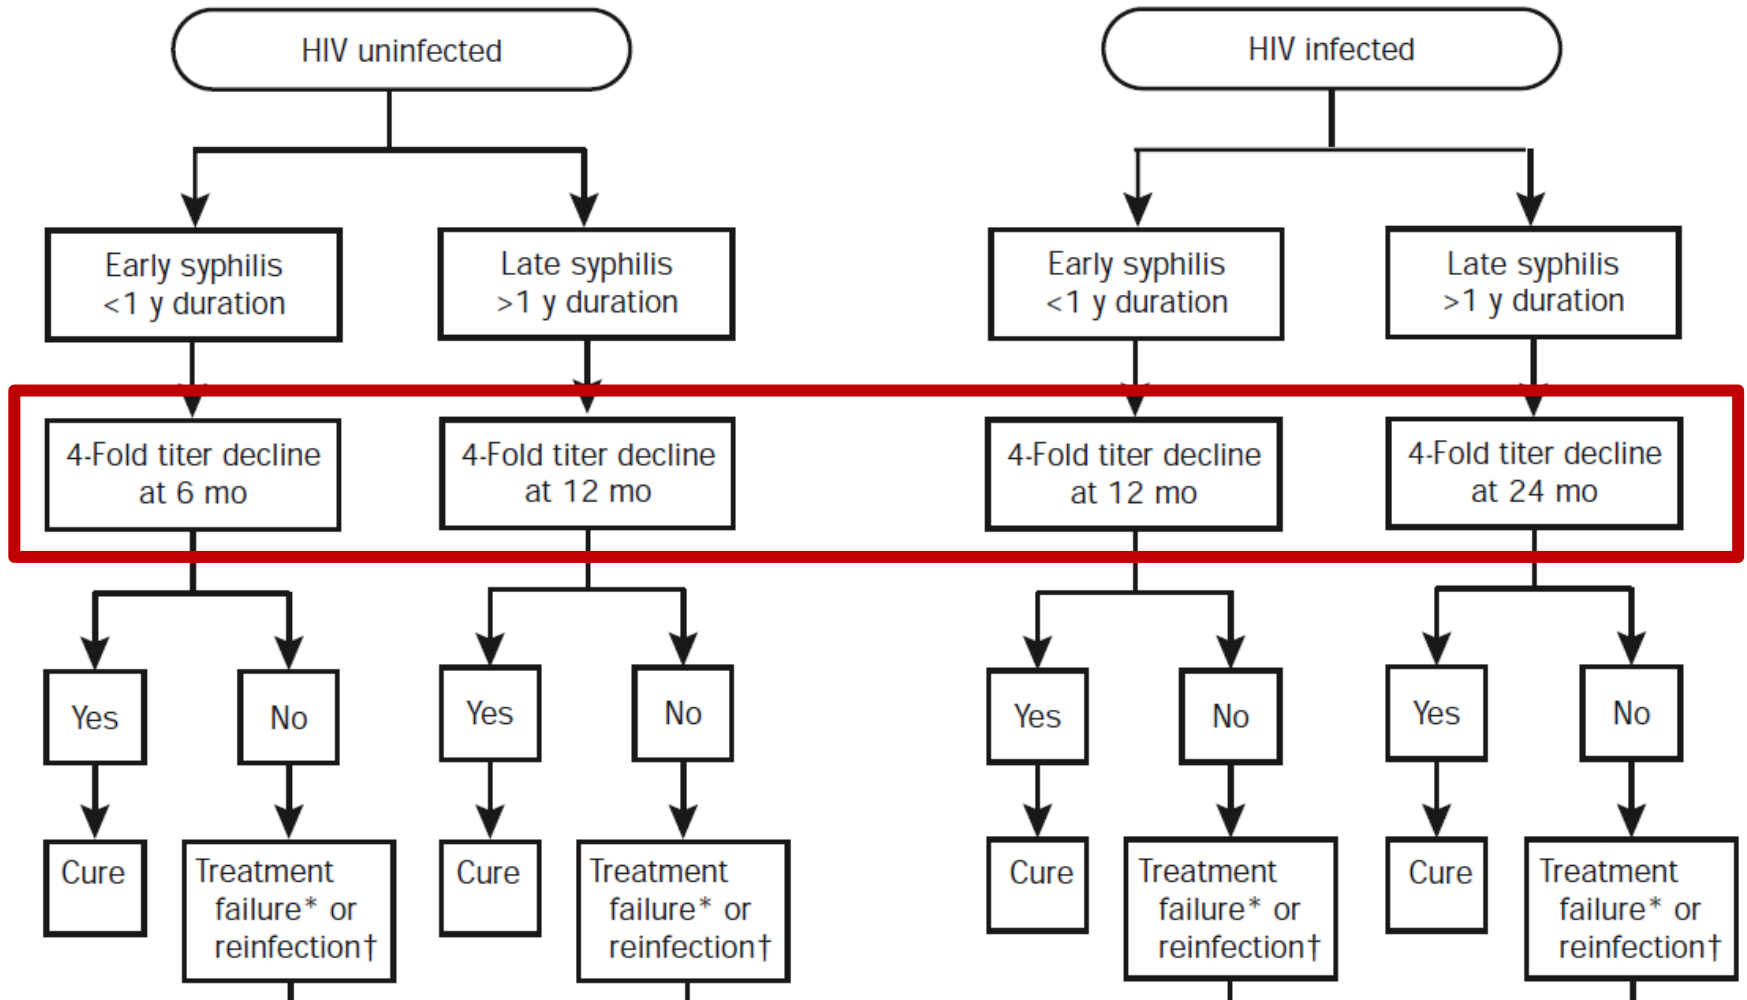 HIV uninfected
HIV infected
Early syphilis
<1 y duration
Late syphilis
>1 y duration
Early syphilis
<1 y duration
Late syphilis
>1 y duration
4-Fold titer decline
at 6 mo
4-Fold titer decline
at 12 mo
4-Fold titer decline
at 12 mo
4-Fold titer decline
at 24 mo
Yes
No
Yes
No
Yes
No
Yes
No
Cure
Treatment
failure* or
reinfection†
Cure
Treatment
failure* or
reinfection†
Cure
Treatment
failure* or
reinfection†
Cure
Treatment
failure* or
reinfection†